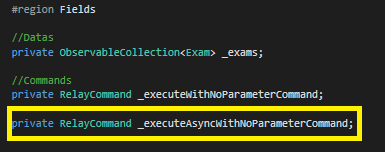 #region Fields
//Datas
private ObservableCollection<Exam> _exams;
//Commands
private RelayCommand _executeWithNoParameterCommand;
private RelayCommand _executeAsyncWithNoParameterCommand;